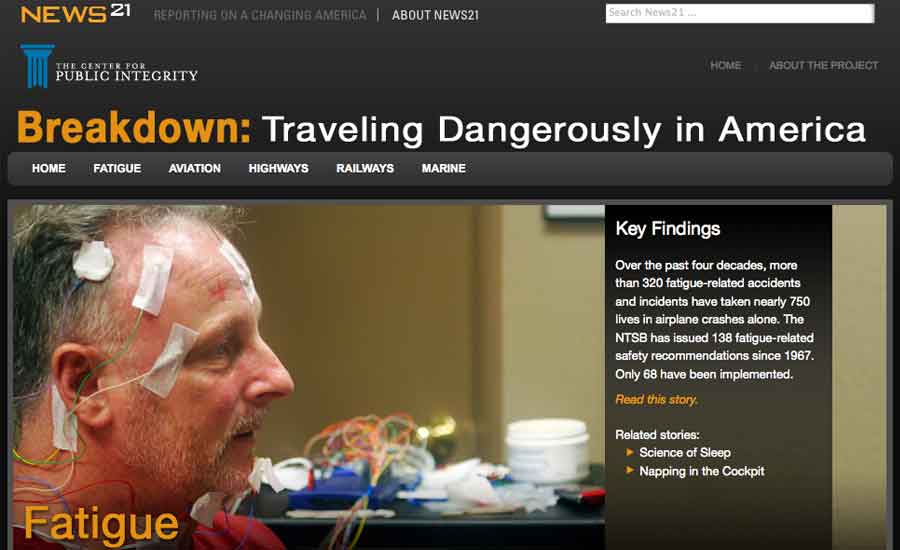 NEWS21 REPORTING ON A CHANGING AMERICA | ABOUT NEWS21
Search News21 ...
THE CENTER FOR
PUBLIC INTEGRITY
HOME | ABOUT THE PROJECT
Breakdown: Traveling Dangerously in America
HOME FATIGUE AVIATION HIGHWAYS RAILWAYS MARINE
Key Findings
Over the past four decades, more
than 320 fatigue-related accidents
and incidents have taken nearly 750
lives in airplane crashes alone. The
NTSB has issued 138 fatigue-related
safety recommendations since 1967.
Only 68 have been implemented.
Read this story.
Related stories:
Science of Sleep
Napping in the Cockpit
Fatigue